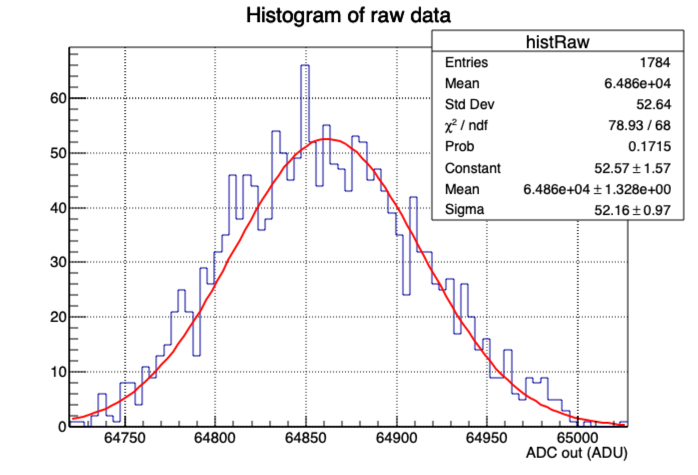 Histogram of raw data
histRaw
Entries 1784
Mean 6.486e+04
Std Dev 52.64
χ² / ndf 78.93 / 68
Prob 0.1715
Constant 52.57 ± 1.57
Mean 6.486e+04 ± 1.328e+00
Sigma 52.16 ± 0.97
60
50
40
30
20
10
0
64750 64800 64850 64900 64950 65000
ADC out (ADU)